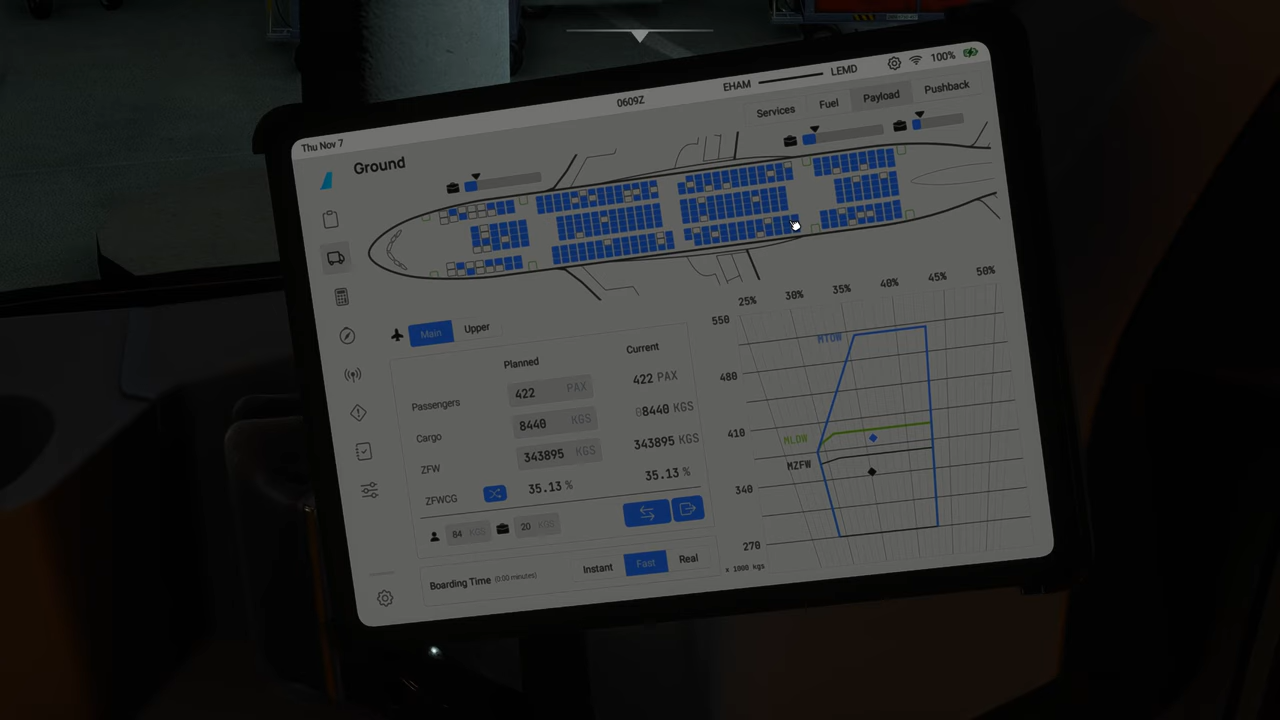 Thu Nov 7
0609Z
EHAM
LEMD
100%
Ground
Services
Fuel
Payload
Pushback
Main
Upper
Planned
Current
Passengers
422 PAX
422 PAX
Cargo
8440 KGS
08440 KGS
ZFW
343895 KGS
343895 KGS
ZFWCG
35.13 %
35.13 %
84 KGS
20 KGS
Boarding Time (0:00 minutes)
Instant
Fast
Real
25%
30%
35%
40%
45%
50%
550
480
410
340
270
MTOW
MLOW
MZFW
x 1000 kgs